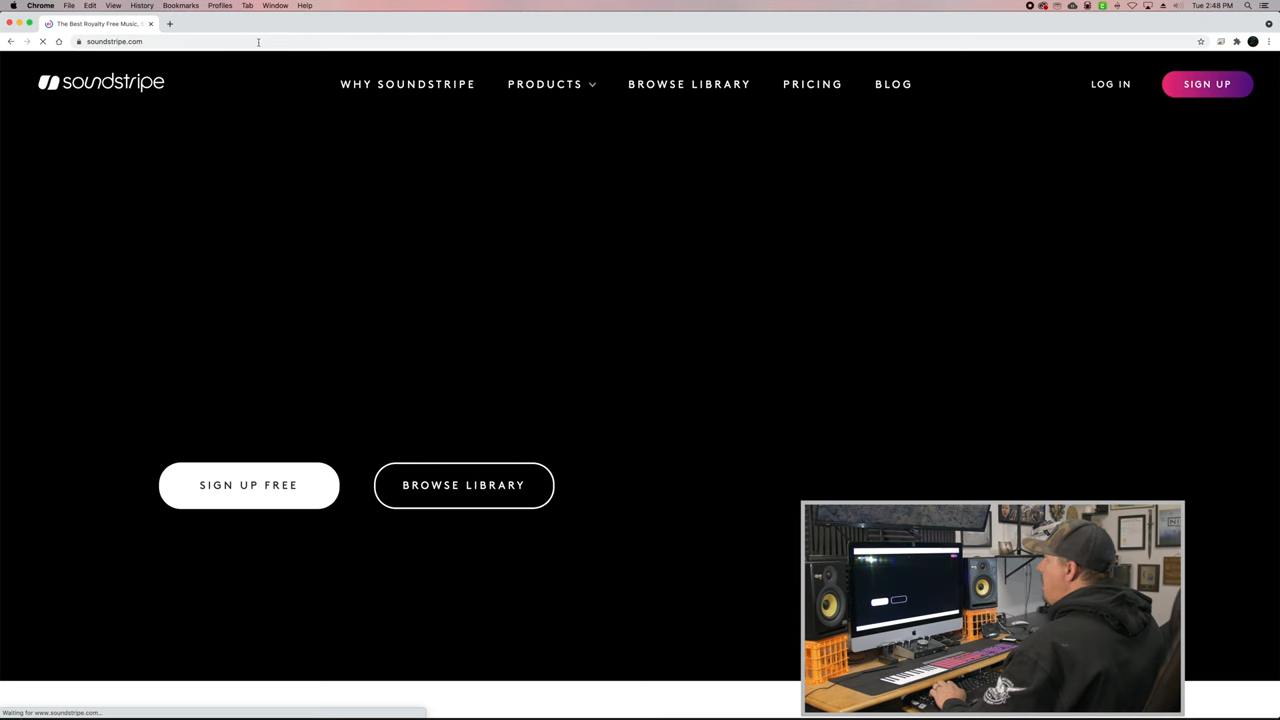 Chrome File Edit View History Bookmarks Profiles Tab Window Help Tue 2:48 PM
The Best Royalty Free Music, S
soundstripe.com
soundstripe WHY SOUNDSTRIPE PRODUCTS BROWSE LIBRARY PRICING BLOG LOG IN SIGN UP
SIGN UP FREE BROWSE LIBRARY
Waiting for www.soundstripe.com...